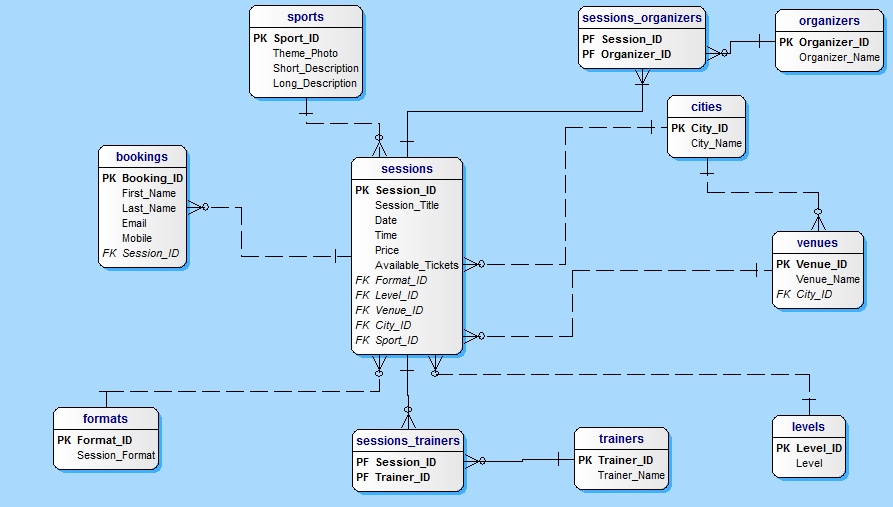 sports
PK Sport_ID
Theme_Photo
Short_Description
Long_Description
sessions_organizers
PF Session_ID
PF Organizer_ID
organizers
PK Organizer_ID
Organizer_Name
cities
PK City_ID
City_Name
bookings
PK Booking_ID
First_Name
Last_Name
Email
Mobile
FK Session_ID
sessions
PK Session_ID
Session_Title
Date
Time
Price
Available_Tickets
FK Format_ID
FK Level_ID
FK Venue_ID
FK City_ID
FK Sport_ID
venues
PK Venue_ID
Venue_Name
FK City_ID
formats
PK Format_ID
Session_Format
sessions_trainers
PF Session_ID
PF Trainer_ID
trainers
PK Trainer_ID
Trainer_Name
levels
PK Level_ID
Level